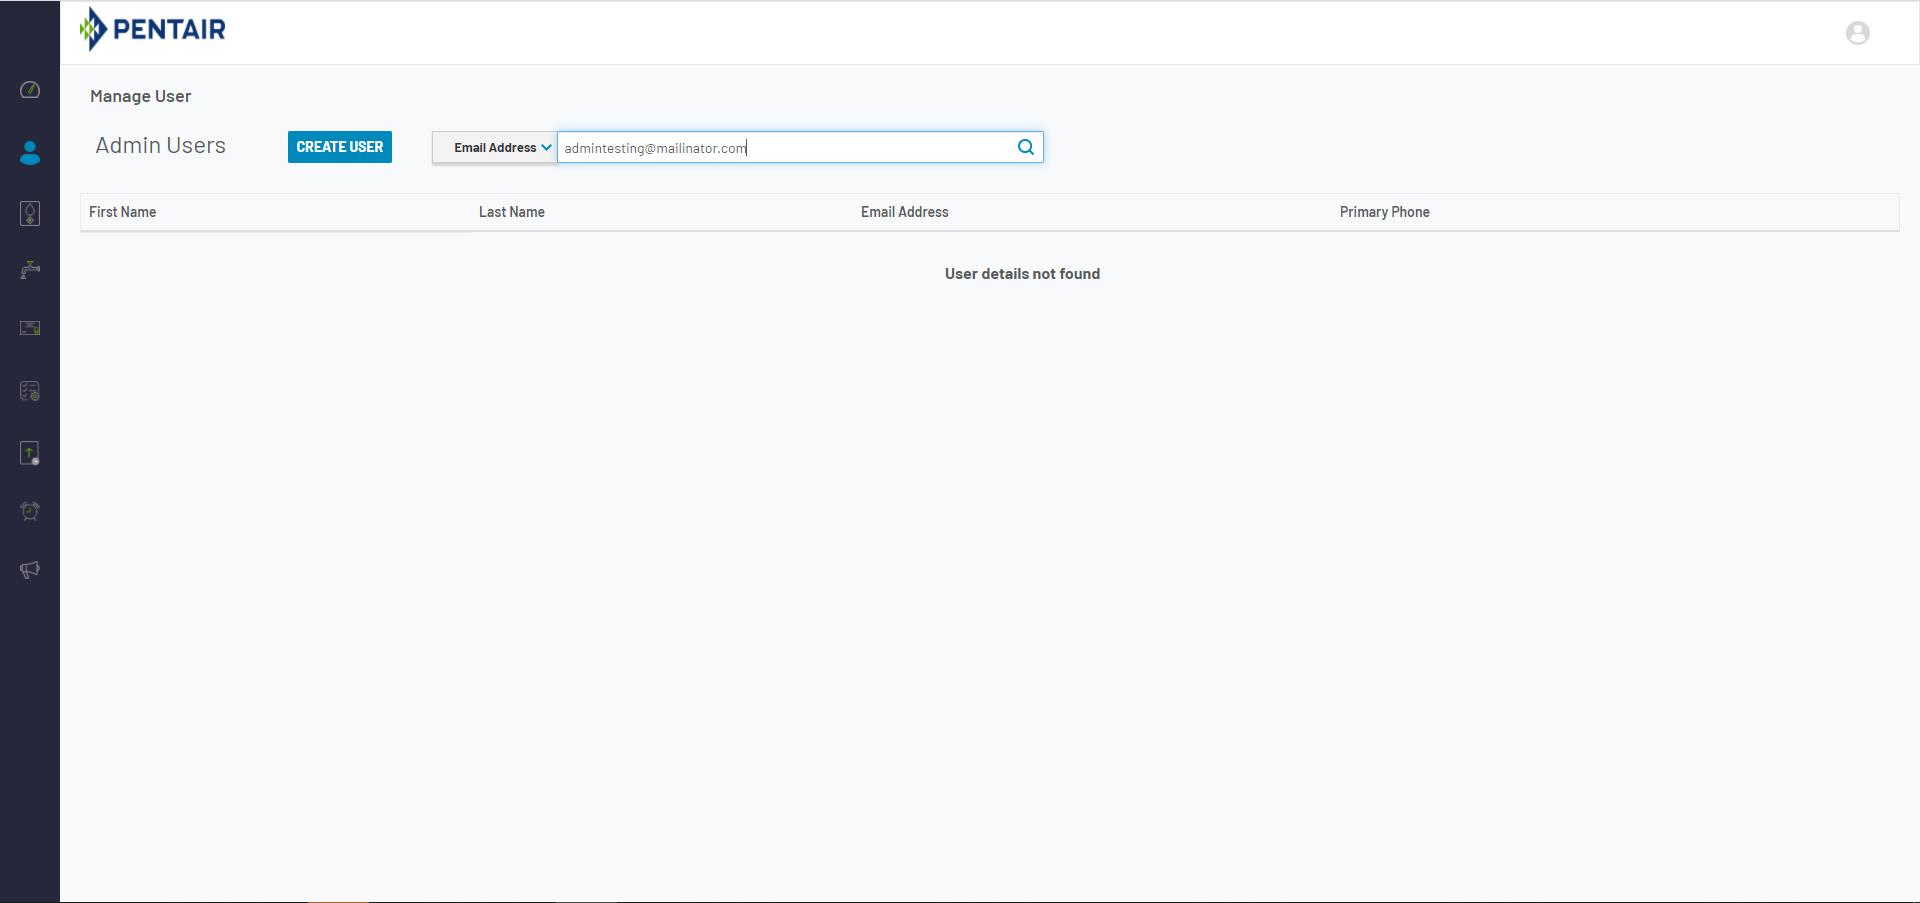 PENTAIR
Manage User
Admin Users
CREATE USER
Email Address
admintesting@mailinator.com
First Name
Last Name
Email Address
Primary Phone
User details not found